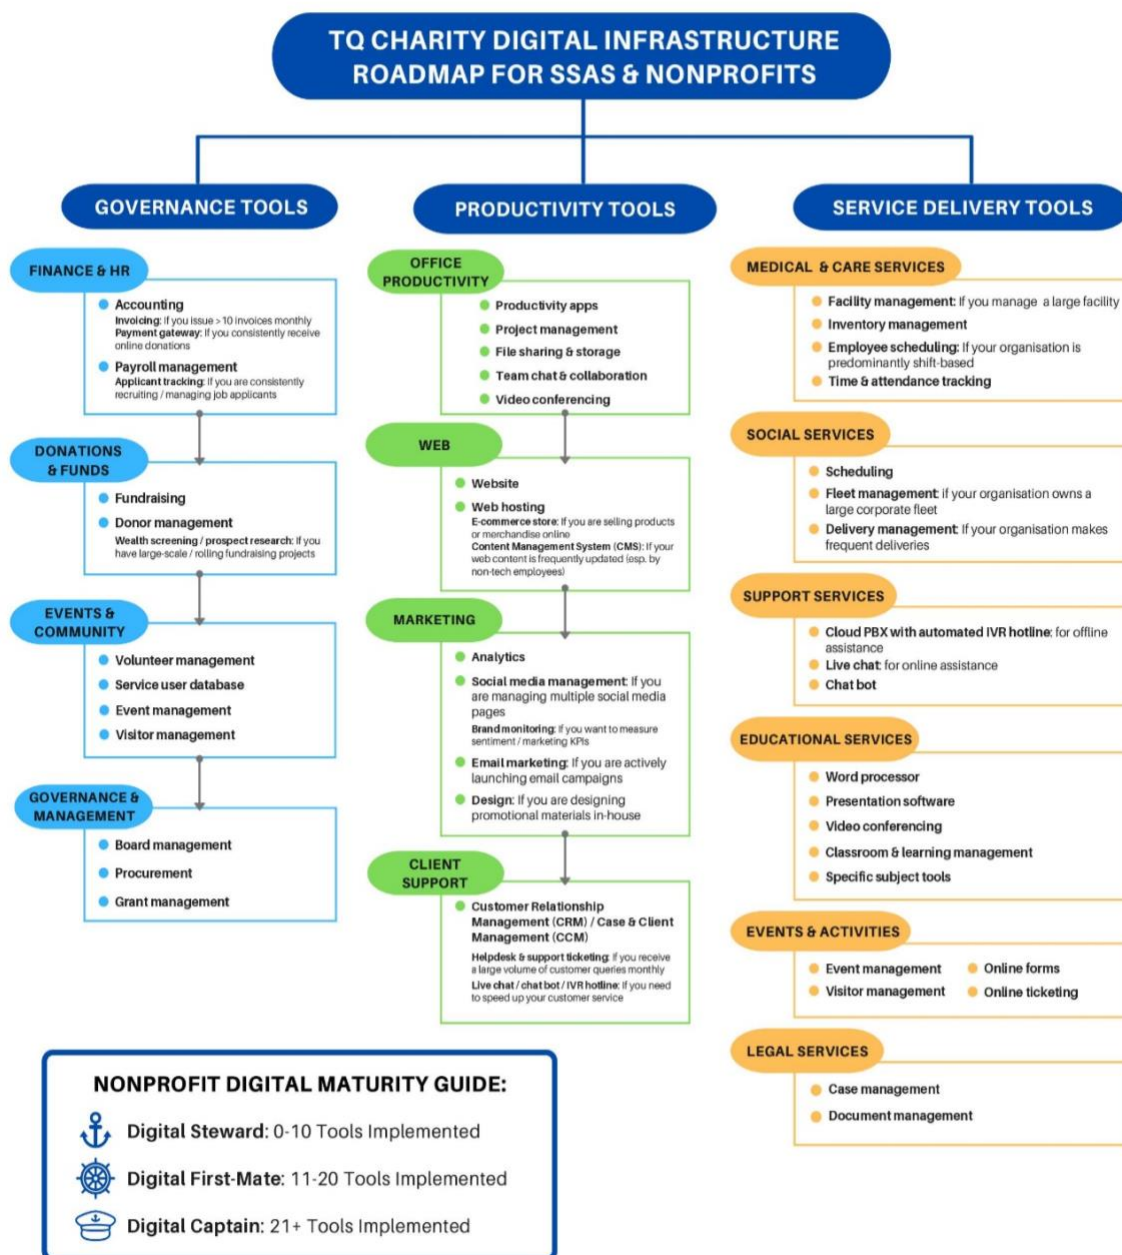 TQ CHARITY DIGITAL INFRASTRUCTURE
ROADMAP FOR SSAS & NONPROFITS
GOVERNANCE TOOLS
FINANCE & HR
Accounting
Invoicing: if you issue > 10 invoices monthly
Payment gateway: If you consistently receive
online donations
Payroll management
Applicant tracking: If you are consistently
recruiting / managing job applicants
DONATIONS
& FUNDS
Fundraising
Donor management
Wealth screening / prospect research: If you
have large-scale / rolling fundraising projects
EVENTS &
COMMUNITY
Volunteer management
Service user database
Event management
Visitor management
GOVERNANCE &
MANAGEMENT
Board management
Procurement
Grant management
PRODUCTIVITY TOOLS
OFFICE
PRODUCTIVITY
Productivity apps
Project management
File sharing & storage
Team chat & collaboration
Video conferencing
WEB
Website
Web hosting
E-commerce store: If you are selling products
or merchandise online
Content Management System (CMS): If your
web content is frequently updated (esp. by
non-tech employees)
MARKETING
Analytics
Social media management: If you
are managing multiple social media
pages
Brand monitoring: If you want to measure
sentiment / marketing KPIs
Email marketing: If you are actively
launching email campaigns
Design: If you are designing
promotional materials in-house
CLIENT
SUPPORT
Customer Relationship
Management (CRM) / Case & Client
Management (CCM)
Helpdesk & support ticketing: If you receive
a large volume of customer queries monthly
Live chat / chat bot / IVR hotline: If you need
to speed up your customer service
SERVICE DELIVERY TOOLS
MEDICAL & CARE SERVICES
Facility management: If you manage a large facility
Inventory management
Employee scheduling: If your organisation is
predominantly shift-based
Time & attendance tracking
SOCIAL SERVICES
Scheduling
Fleet management: if your organisation owns a
large corporate fleet
Delivery management: If your organisation makes
frequent deliveries
SUPPORT SERVICES
Cloud PBX with automated IVR hotline: for offline
assistance
Live chat: for online assistance
Chat bot
EDUCATIONAL SERVICES
Word processor
Presentation software
Video conferencing
Classroom & learning management
Specific subject tools
EVENTS & ACTIVITIES
Event management
Visitor management
Online forms
Online ticketing
LEGAL SERVICES
Case management
Document management
NONPROFIT DIGITAL MATURITY GUIDE:
Digital Steward: 0-10 Tools Implemented
Digital First-Mate: 11-20 Tools Implemented
Digital Captain: 21+ Tools Implemented